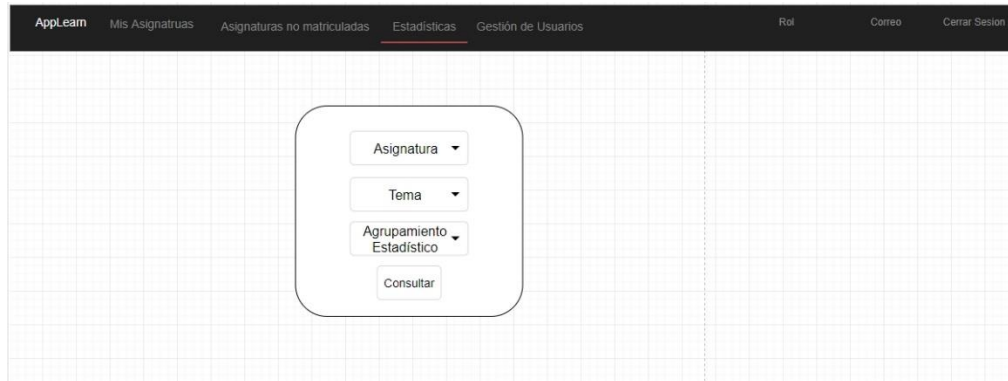 AppLearn Mis Asignatruas Asignaturas no matriculadas Estadísticas Gestión de Usuarios Rol Correo Cerrar Sesion
Asignatura
Tema
Agrupamiento
Estadístico
Consultar